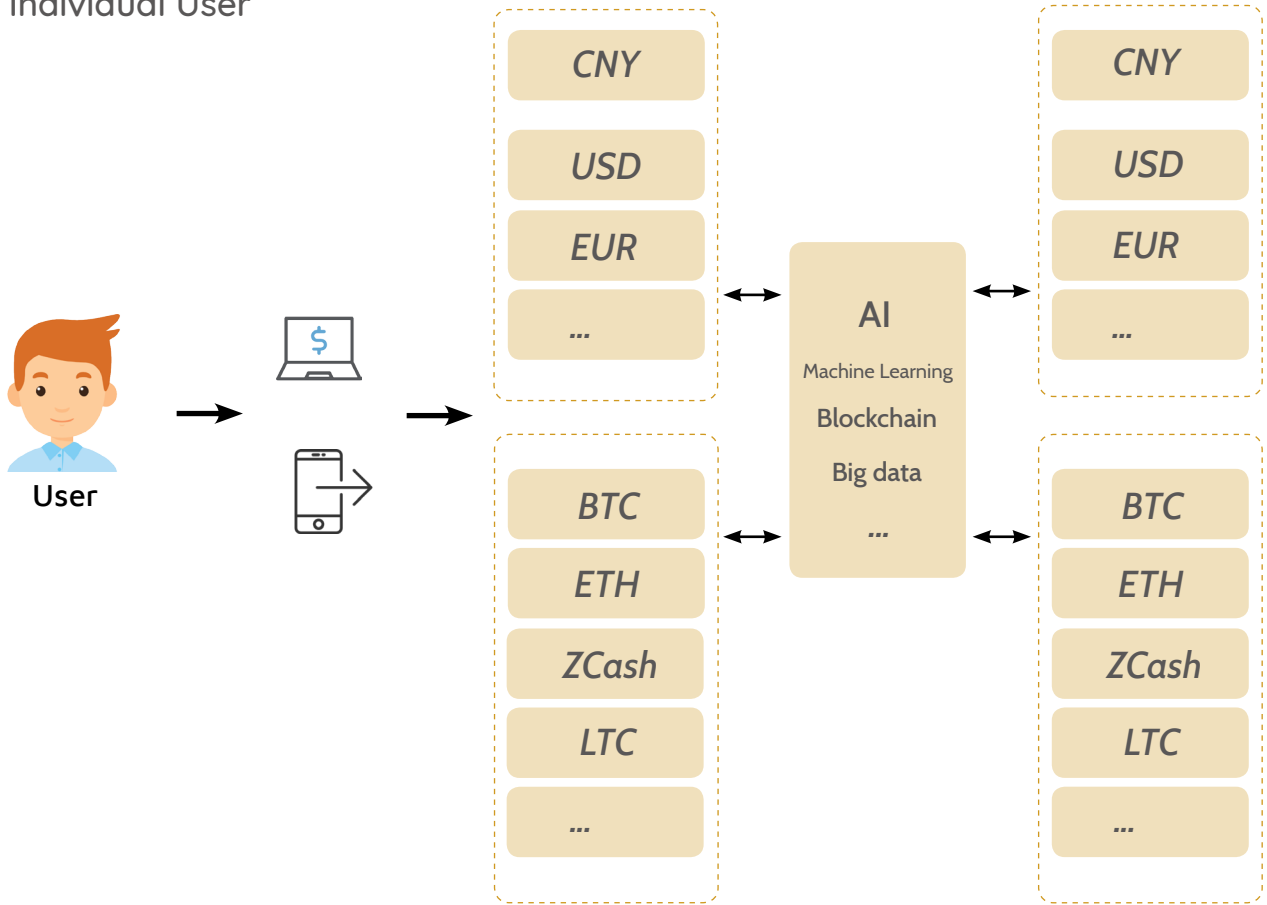 Individual User
$
User
CNY
USD
EUR
...
BTC
ETH
ZCash
LTC
...
AI
Machine Learning
Blockchain
Big data
...
CNY
USD
EUR
...
BTC
ETH
ZCash
LTC
...